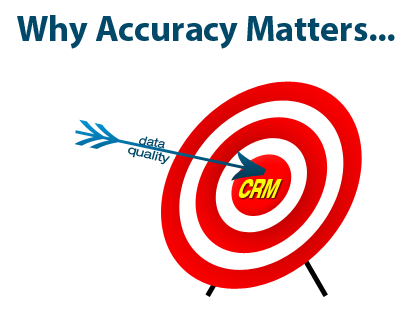 Why Accuracy Matters...
data
quality
CRM